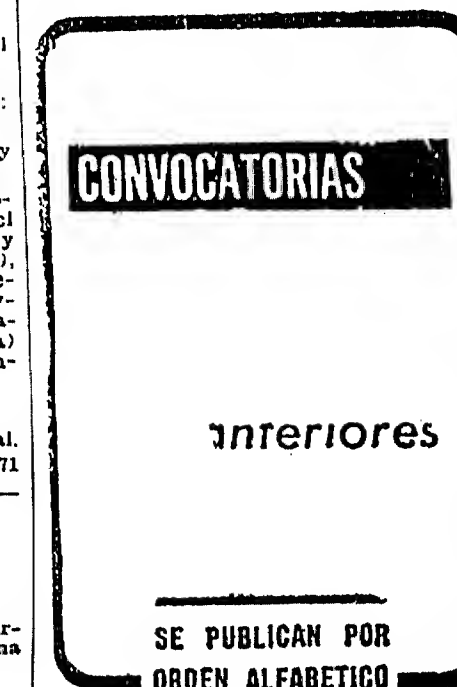 CONVOCATORIAS
anteriores
SE PUBLICAN POR
ORDEN ALFABETICO